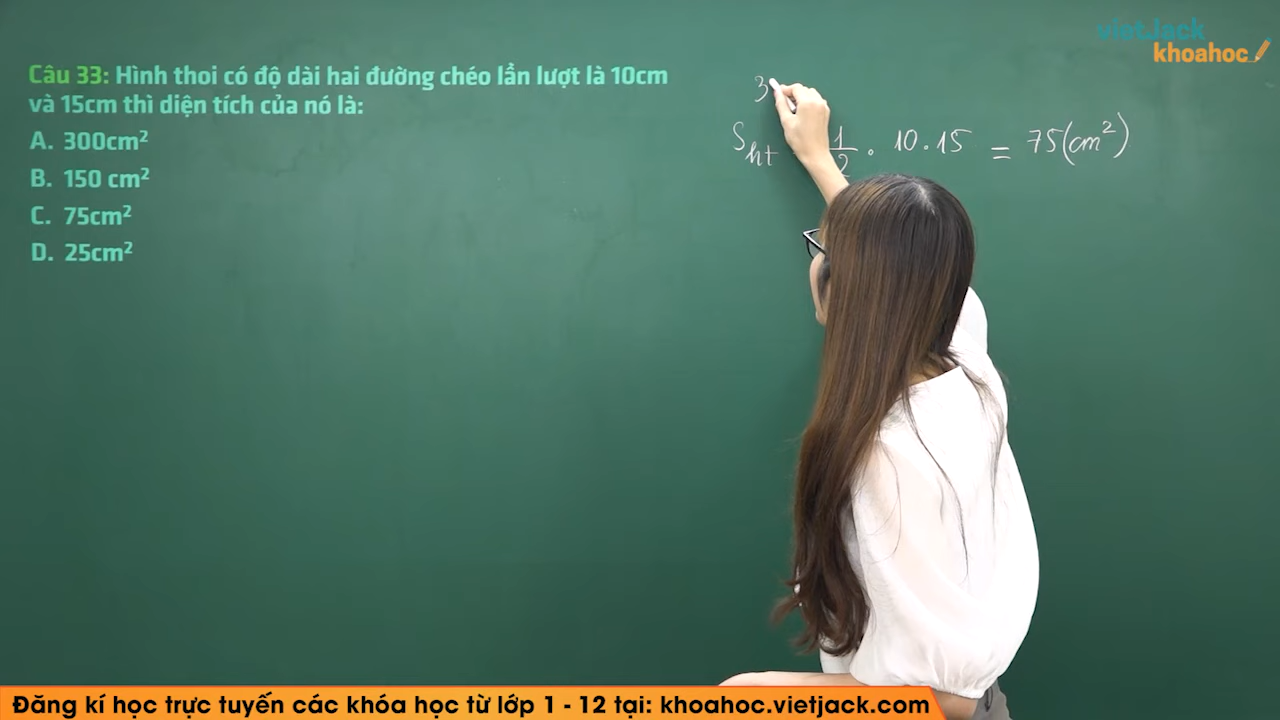 Câu 33: Hình thoi có độ dài hai đường chéo lần lượt là 10cm
và 15cm thì diện tích của nó là:
A. 300cm²
B. 150 cm²
C. 75cm²
D. 25cm²
3
S_ht 1/2 . 10.15 = 75(cm²)
vietJack
khoahoc
Đăng kí học trực tuyến các khóa học từ lớp 1 - 12 tại: khoahoc.vietjack.com